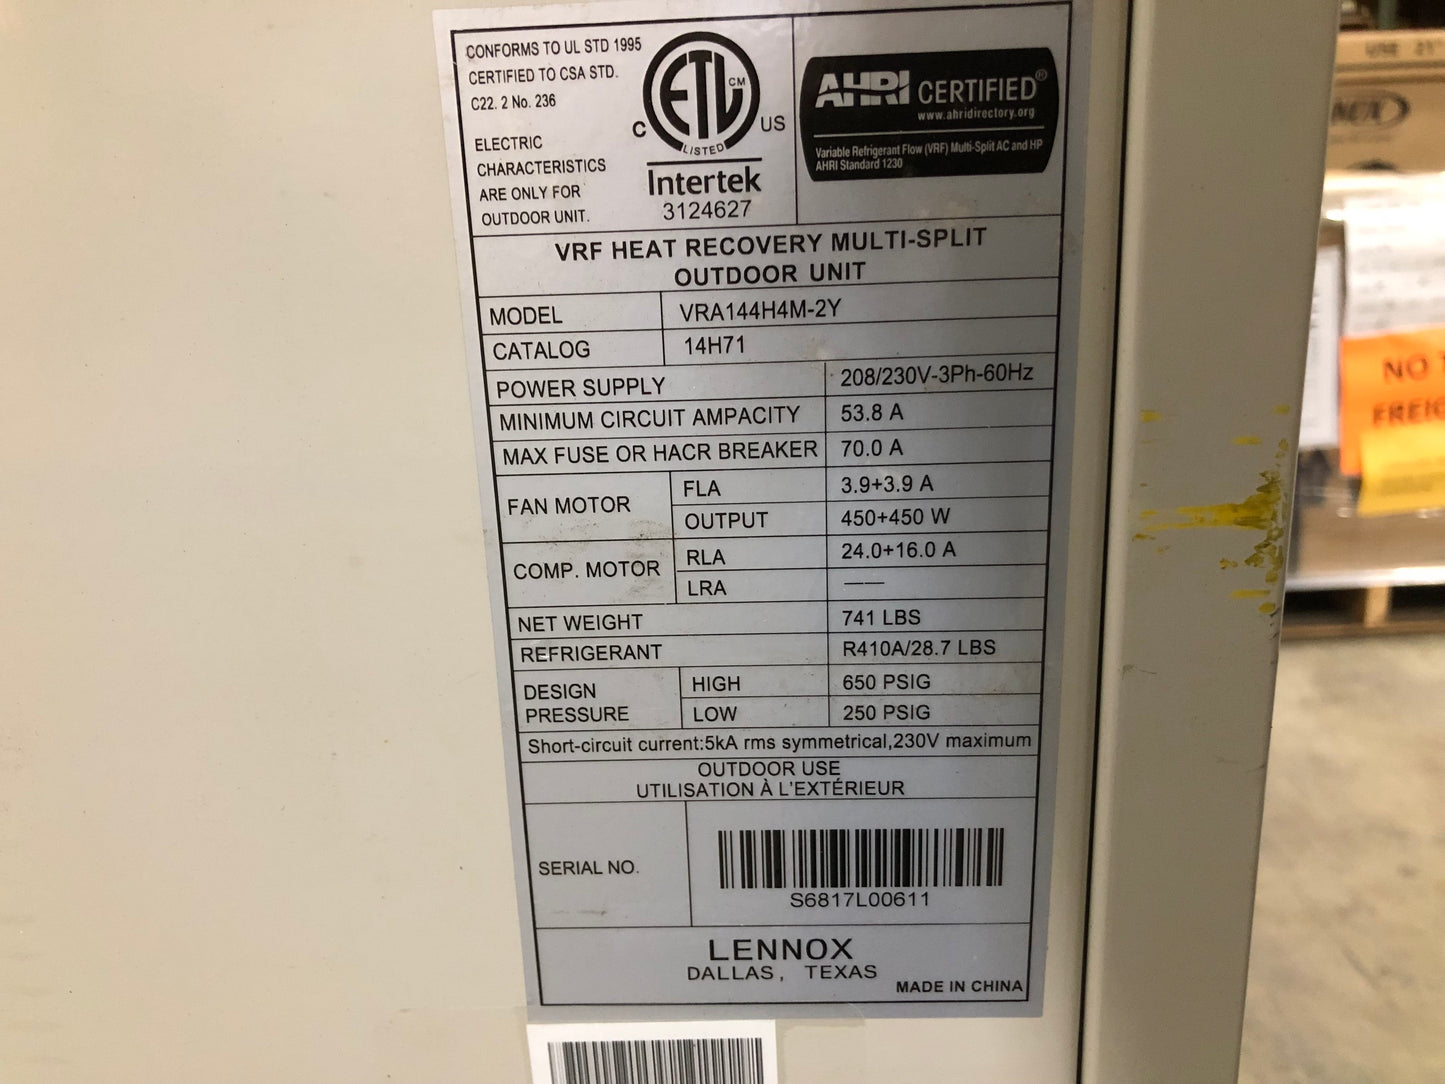 CONFORMS TO UL STD 1995
CERTIFIED TO CSA STD.
C22. 2 No. 236
ELECTRIC
CHARACTERISTICS
ARE ONLY FOR
OUTDOOR UNIT.
ETL CM
LISTED
C US
Intertek
3124627
AHRI CERTIFIED®
www.ahridirectory.org
Variable Refrigerant Flow (VRF) Multi-Split AC and HP
AHRI Standard 1230
VRF HEAT RECOVERY MULTI-SPLIT
OUTDOOR UNIT
MODEL VRA144H4M-2Y
CATALOG 14H71
POWER SUPPLY 208/230V-3Ph-60Hz
MINIMUM CIRCUIT AMPACITY 53.8 A
MAX FUSE OR HACR BREAKER 70.0 A
FAN MOTOR FLA 3.9+3.9 A
OUTPUT 450+450 W
COMP. MOTOR RLA 24.0+16.0 A
LRA ——
NET WEIGHT 741 LBS
REFRIGERANT R410A/28.7 LBS
DESIGN PRESSURE HIGH 650 PSIG
LOW 250 PSIG
Short-circuit current:5kA rms symmetrical,230V maximum
OUTDOOR USE
UTILISATION À L'EXTÉRIEUR
SERIAL NO.
S6817L00611
LENNOX
DALLAS, TEXAS
MADE IN CHINA
NO